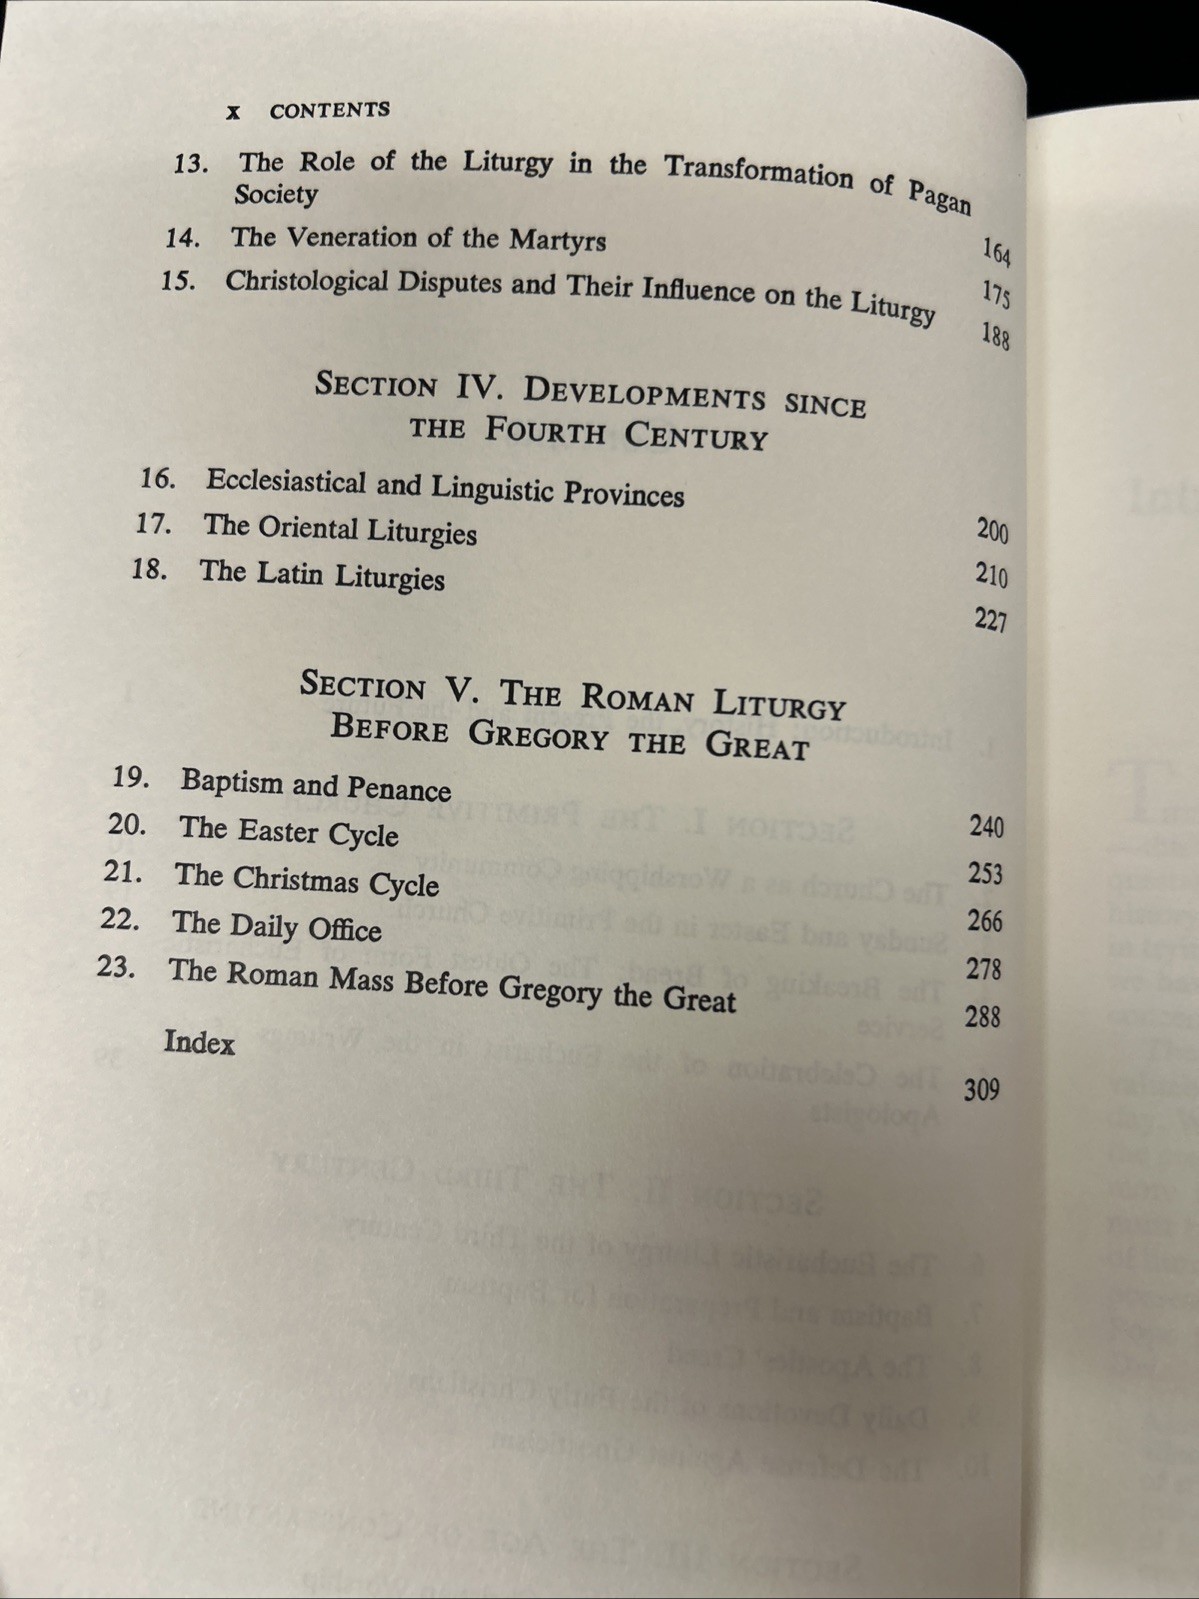 x CONTENTS
13. The Role of the Liturgy in the Transformation of Pagan
Society 164
14. The Veneration of the Martyrs 175
15. Christological Disputes and Their Influence on the Liturgy 188
SECTION IV. DEVELOPMENTS SINCE
THE FOURTH CENTURY
16. Ecclesiastical and Linguistic Provinces 200
17. The Oriental Liturgies 210
18. The Latin Liturgies 227
SECTION V. THE ROMAN LITURGY
BEFORE GREGORY THE GREAT
19. Baptism and Penance 240
20. The Easter Cycle 253
21. The Christmas Cycle 266
22. The Daily Office 278
23. The Roman Mass Before Gregory the Great 288
Index 309